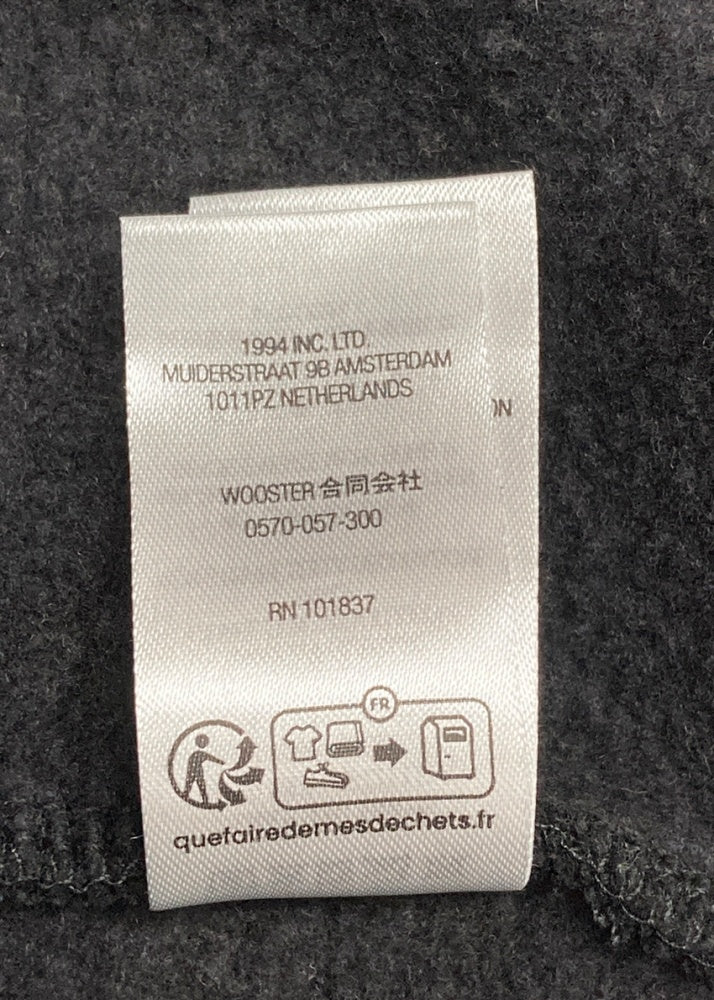 1994 INC. LTD.
MUIDERSTRAAT 9B AMSTERDAM
1011PZ NETHERLANDS
WOOSTER 合同会社
0570-057-300
RN 101837
FR
quefairedemesdechets.fr